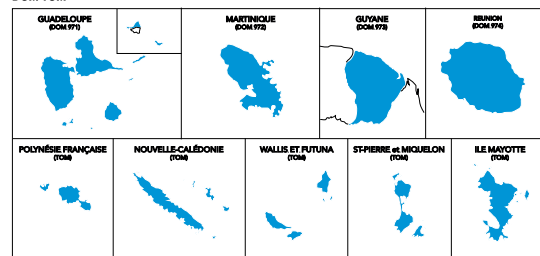 GUADELOUPE
(DOM 971)
MARTINIQUE
(DOM 972)
GUYANE
(DOM 973)
REUNION
(DOM 974)
POLYNÉSIE FRANÇAISE
(TOM)
NOUVELLE-CALÉDONIE
(TOM)
WALLIS ET FUTUNA
(TOM)
ST-PIERRE et MIQUELON
(TOM)
ILE MAYOTTE
(TOM)